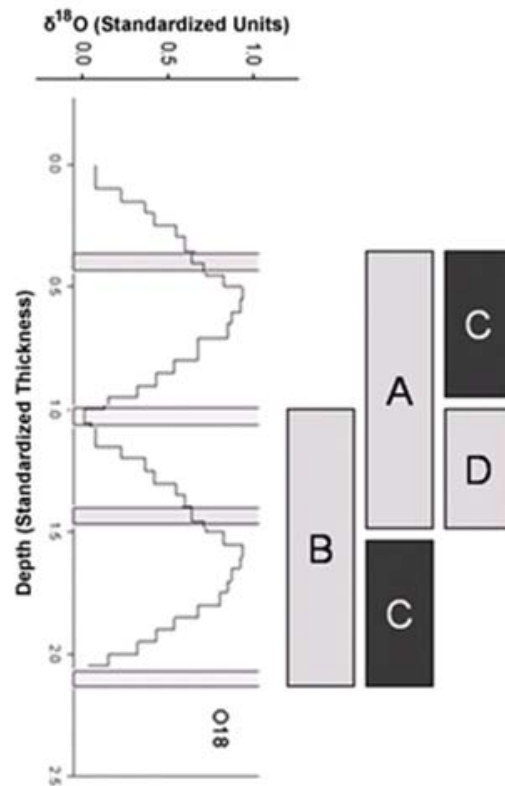 δ¹⁸O (Standardized Units)
0.0 0.5 1.0
0.0
0.5
1.0
1.5
2.0
2.5
Depth (Standardized Thickness)
O18
A
B
C
D
C